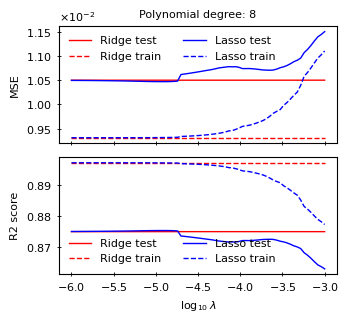 Polynomial degree: 8
×10⁻²
1.15
1.10
1.05
1.00
0.95
MSE
Ridge test
Ridge train
Lasso test
Lasso train
0.89
0.88
0.87
R2 score
Ridge test
Ridge train
Lasso test
Lasso train
−6.0 −5.5 −5.0 −4.5 −4.0 −3.5 −3.0
log₁₀ λ